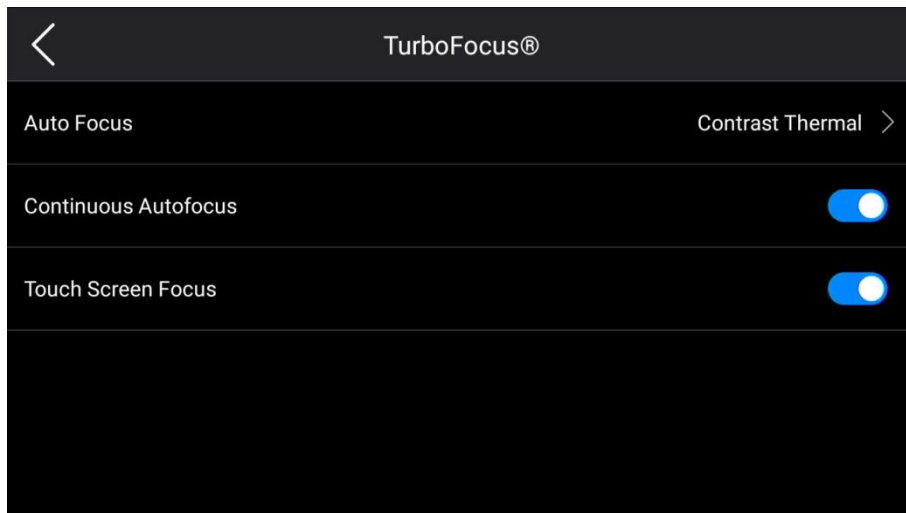 TurboFocus®
Auto Focus
Contrast Thermal
Continuous Autofocus
Touch Screen Focus